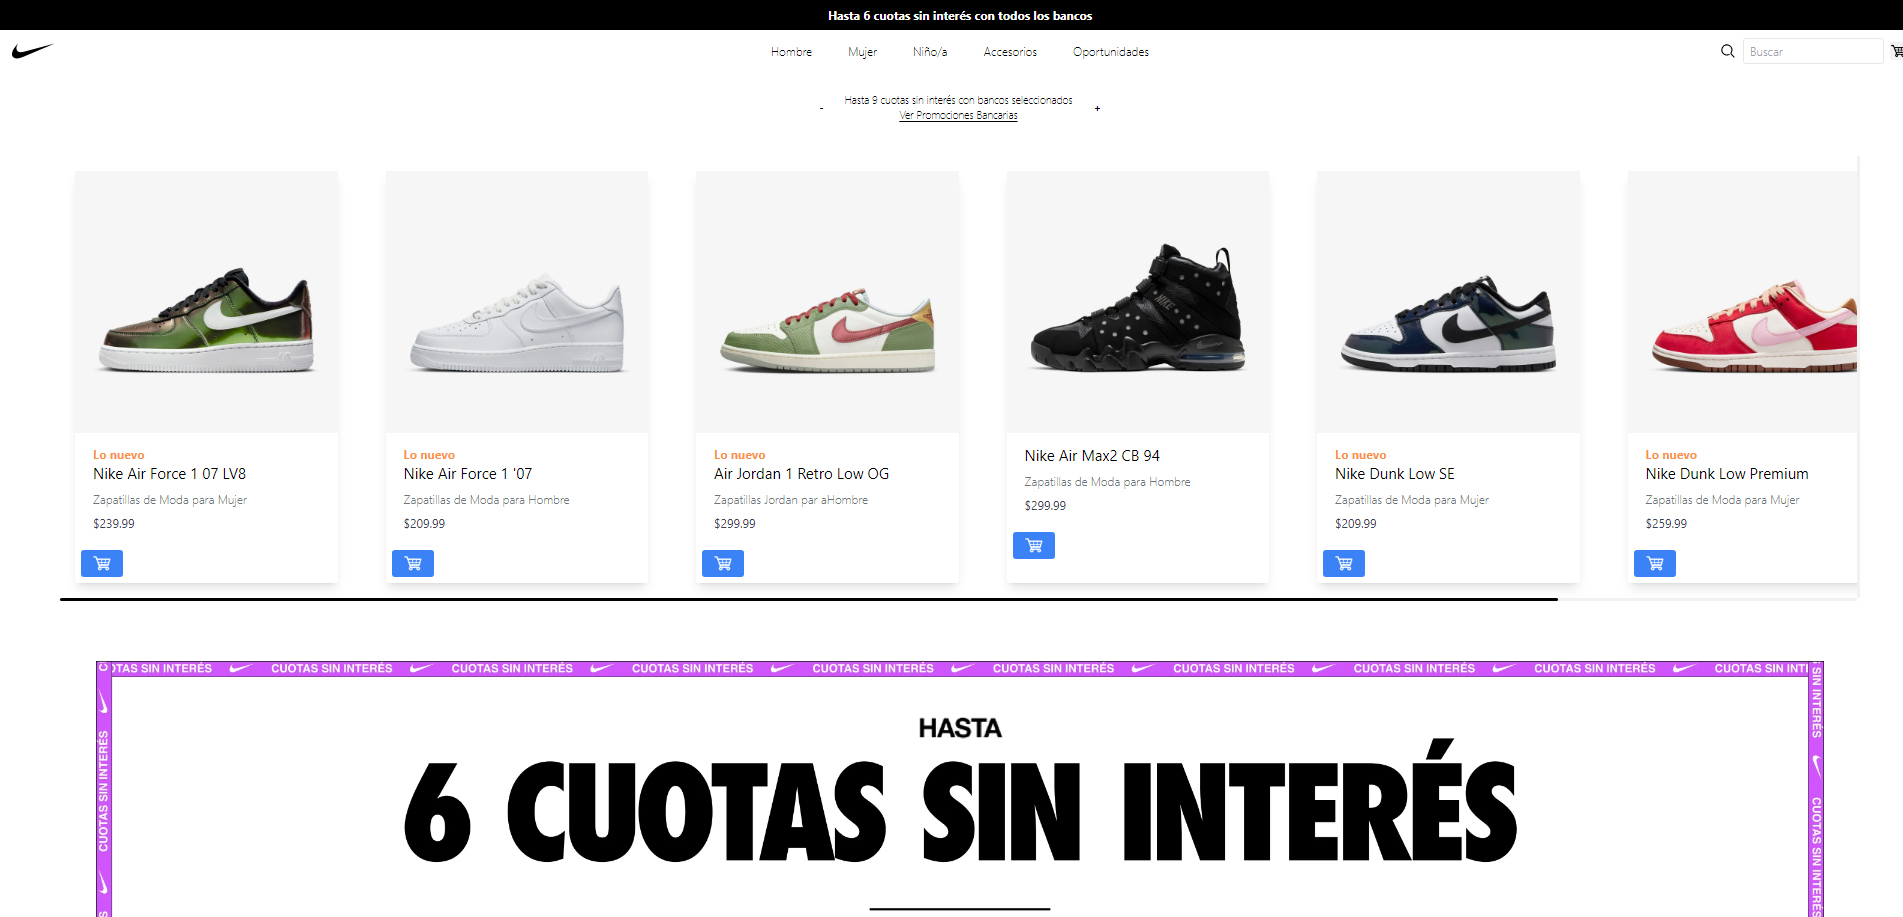 Hasta 6 cuotas sin interés con todos los bancos
Hombre Mujer Niño/a Accesorios Oportunidades Buscar
- Hasta 9 cuotas sin interés con bancos seleccionados +
Ver Promociones Bancarias
NIKE
Lo nuevo
Nike Air Force 1 07 LV8
Zapatillas de Moda para Mujer
$239.99
Lo nuevo
Nike Air Force 1 '07
Zapatillas de Moda para Hombre
$209.99
Lo nuevo
Air Jordan 1 Retro Low OG
Zapatillas Jordan par aHombre
$299.99
Nike Air Max2 CB 94
Zapatillas de Moda para Hombre
$299.99
Lo nuevo
Nike Dunk Low SE
Zapatillas de Moda para Mujer
$209.99
Lo nuevo
Nike Dunk Low Premium
Zapatillas de Moda para Mujer
$259.99
OTAS SIN INTERÉS CUOTAS SIN INTERÉS CUOTAS SIN INTERÉS CUOTAS SIN INTERÉS CUOTAS SIN INTERÉS CUOTAS SIN INTERÉS CUOTAS SIN INTERÉS CUOTAS SIN INTERÉS CUOTAS SIN INTERÉS CUOTAS SIN INT
CUOTAS SIN INTERÉS
SIN INTERÉS
CUOTAS SIN INTERÉS
HASTA
6 CUOTAS SIN INTERÉS